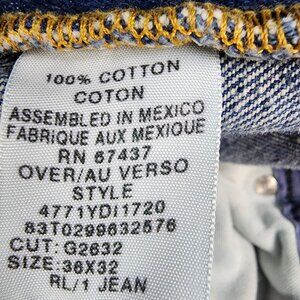 100% COTTON
COTON
ASSEMBLED IN MEXICO
FABRIQUE AUX MEXIQUE
RN 67437
OVER/AU VERSO
STYLE
4771YDI1720
83T0299632576
CUT: G2632
SIZE: 36X32
RL/1 JEAN